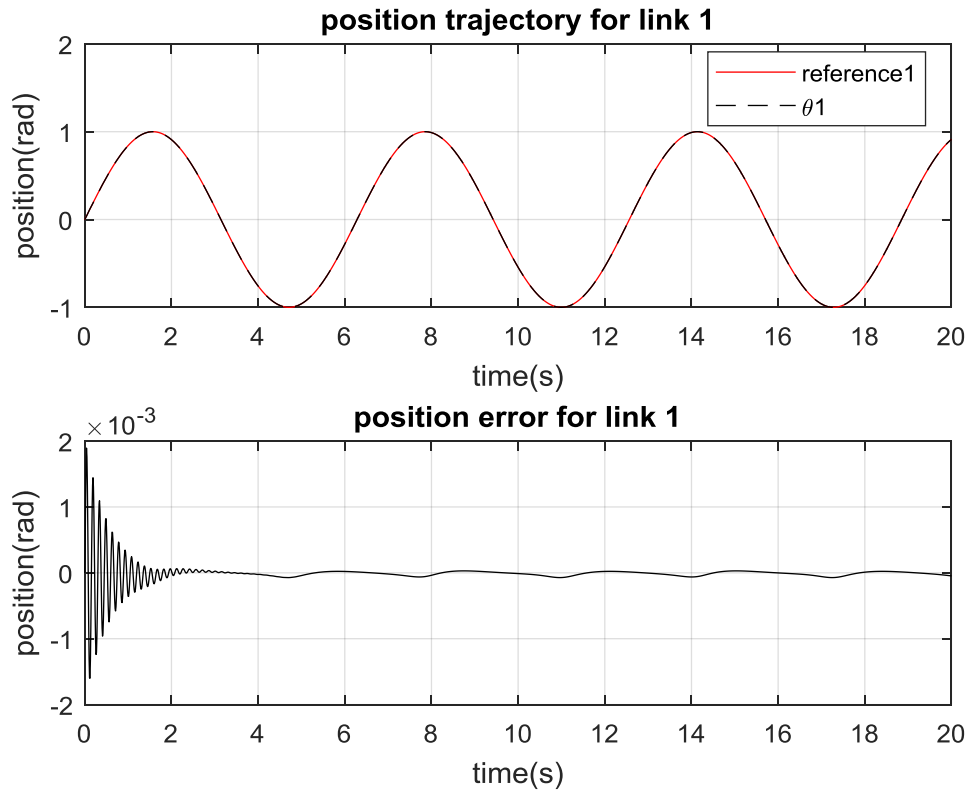 position trajectory for link 1
2
1
0
-1
position(rad)
reference1
θ1
0 2 4 6 8 10 12 14 16 18 20
time(s)
position error for link 1
×10-3
2
1
0
-1
-2
position(rad)
0 2 4 6 8 10 12 14 16 18 20
time(s)